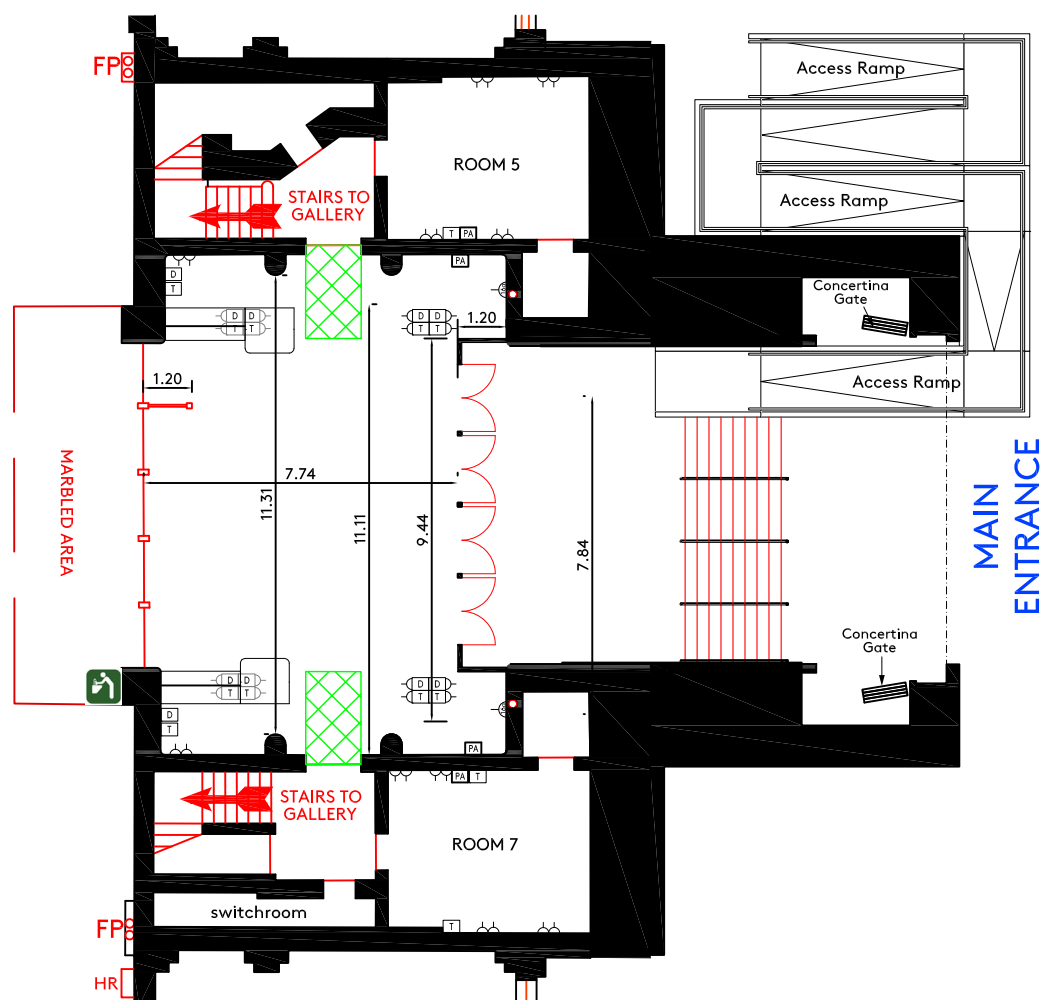 FP
Access Ramp
ROOM 5
STAIRS TO
GALLERY
Access Ramp
T
PA
PA
D
T
Concertina
Gate
D
D
T
T
D
D
T
T
1.20
1.20
Access Ramp
MARBLED AREA
7.74
11.31
11.11
9.44
7.84
MAIN
ENTRANCE
Concertina
Gate
D
D
T
T
D
D
T
T
D
T
PA
PA
T
STAIRS TO
GALLERY
ROOM 7
switchroom
FP
T
HR